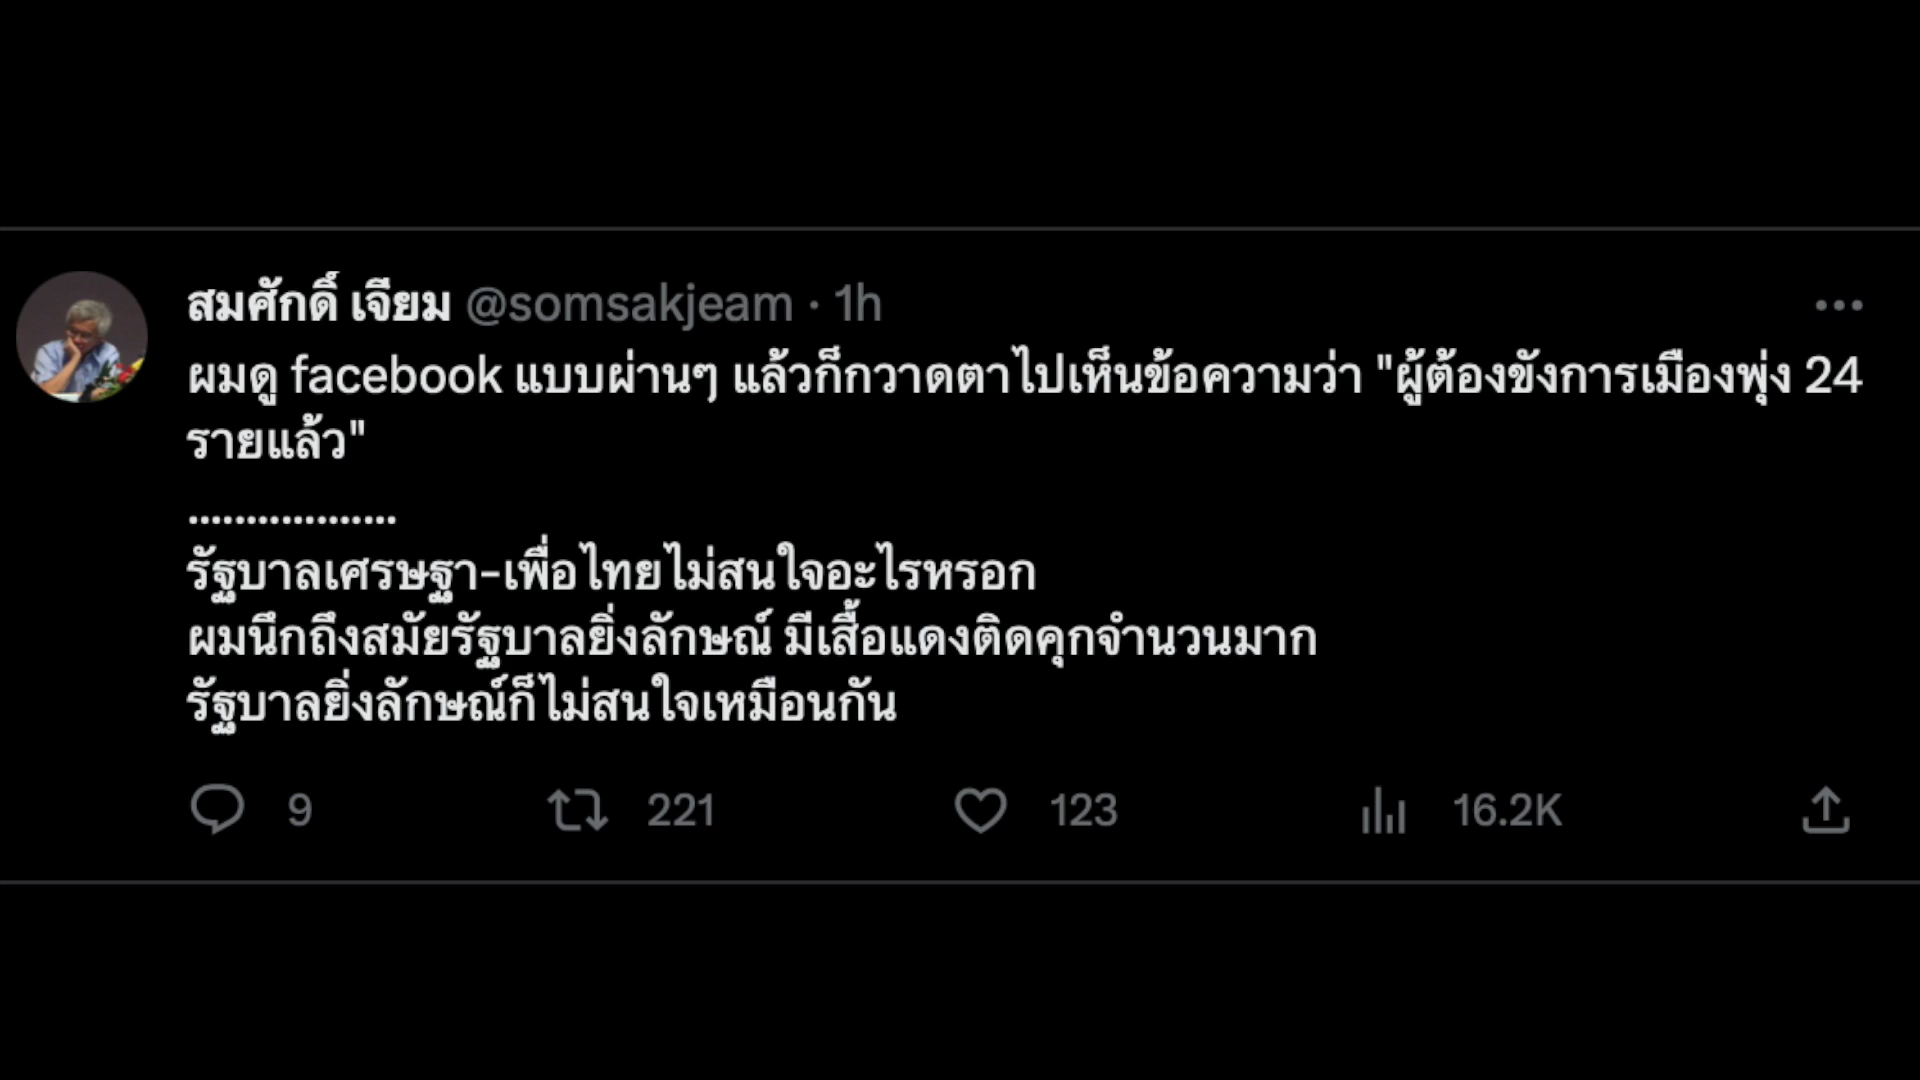 สมศักดิ์ เจียม @somsakjeam · 1h
ผมดู facebook แบบผ่านๆ แล้วก็กวาดตาไปเห็นข้อความว่า "ผู้ต้องขังการเมืองพุ่ง 24
รายแล้ว"
..................
รัฐบาลเศรษฐา-เพื่อไทยไม่สนใจอะไรหรอก
ผมนึกถึงสมัยรัฐบาลยิ่งลักษณ์ มีเสื้อแดงติดคุกจำนวนมาก
รัฐบาลยิ่งลักษณ์ก็ไม่สนใจเหมือนกัน
9 221 123 16.2K